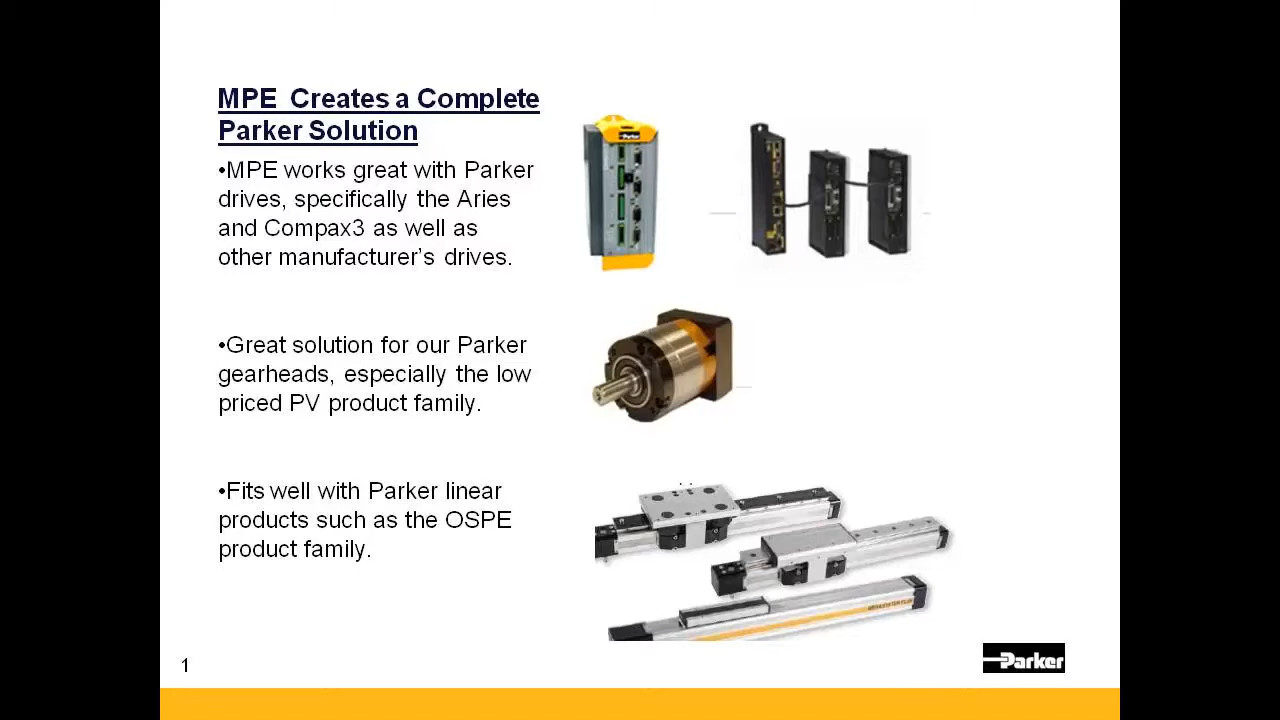 MPE  Creates a Complete
Parker Solution
•MPE works great with Parker
drives, specifically the Aries
and Compax3 as well as
other manufacturer’s drives.
Parker
•Great solution for our Parker
gearheads, especially the low
priced PV product family.
•Fits well with Parker linear
products such as the OSPE
product family.
1
Parker